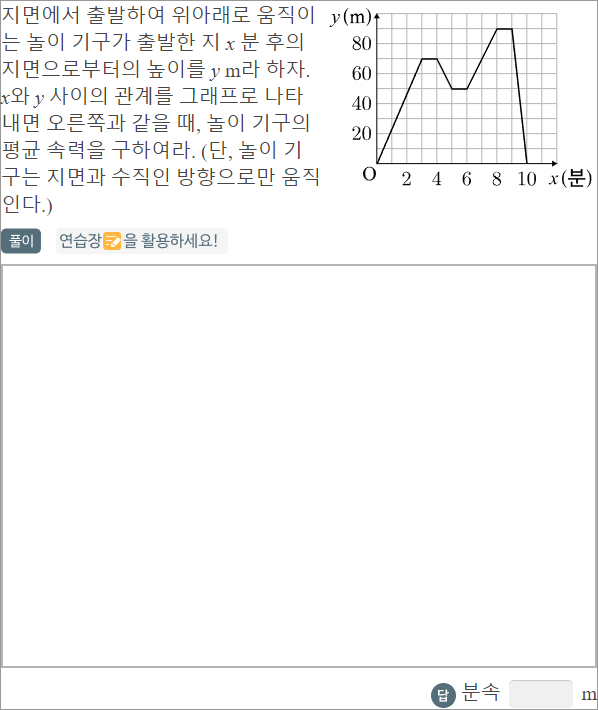 지면에서 출발하여 위아래로 움직이
는 놀이 기구가 출발한 지 x 분 후의
지면으로부터의 높이를 y m라 하자.
x와 y 사이의 관계를 그래프로 나타
내면 오른쪽과 같을 때, 놀이 기구의
평균 속력을 구하여라. (단, 놀이 기
구는 지면과 수직인 방향으로만 움직
인다.)
y(m)
80
60
40
20
O 2 4 6 8 10 x(분)
풀이 연습장을 활용하세요!
답 분속 m